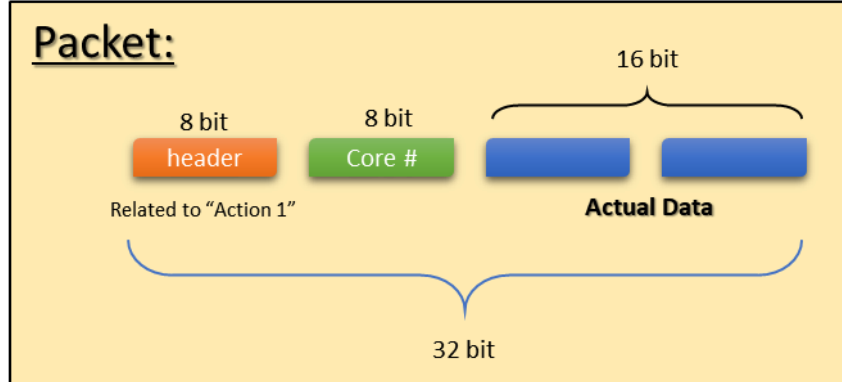 Packet:
16 bit
8 bit
8 bit
header
Core #
Related to “Action 1”
Actual Data
32 bit